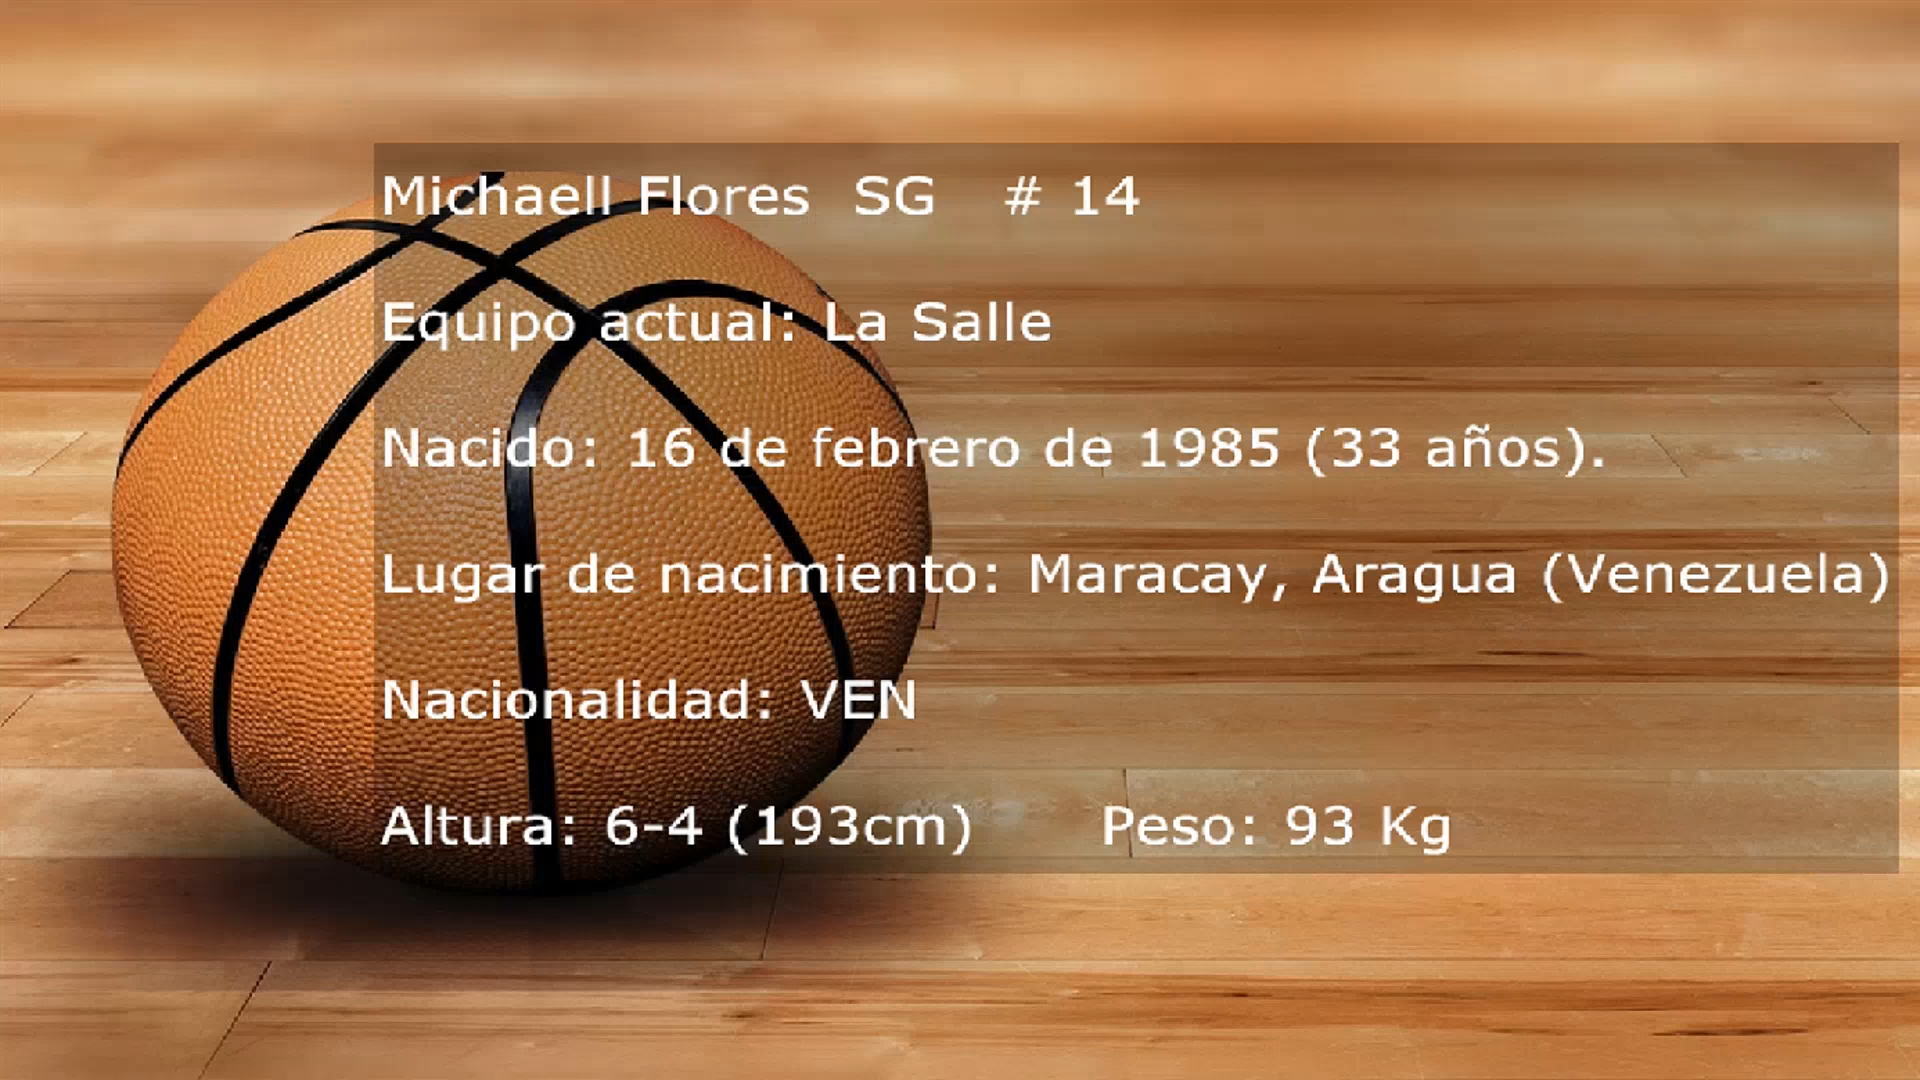 Michaell Flores SG # 14
Equipo actual: La Salle
Nacido: 16 de febrero de 1985 (33 años).
Lugar de nacimiento: Maracay, Aragua (Venezuela)
Nacionalidad: VEN
Altura: 6-4 (193cm) Peso: 93 Kg